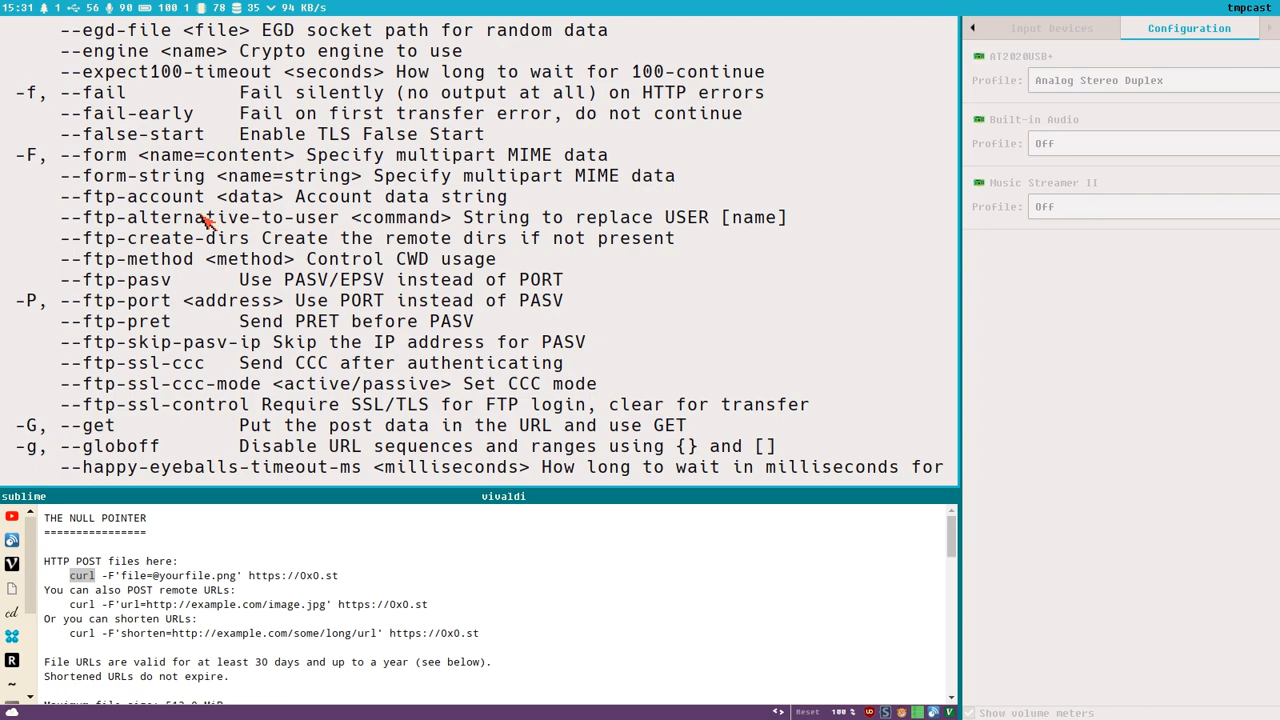 15:31 1 56 90 100 1 78 35 94 KB/s
tmpcast
--egd-file <file> EGD socket path for random data
--engine <name> Crypto engine to use
--expect100-timeout <seconds> How long to wait for 100-continue
-f, --fail Fail silently (no output at all) on HTTP errors
--fail-early Fail on first transfer error, do not continue
--false-start Enable TLS False Start
-F, --form <name=content> Specify multipart MIME data
--form-string <name=string> Specify multipart MIME data
--ftp-account <data> Account data string
--ftp-alternative-to-user <command> String to replace USER [name]
--ftp-create-dirs Create the remote dirs if not present
--ftp-method <method> Control CWD usage
--ftp-pasv Use PASV/EPSV instead of PORT
-P, --ftp-port <address> Use PORT instead of PASV
--ftp-pret Send PRET before PASV
--ftp-skip-pasv-ip Skip the IP address for PASV
--ftp-ssl-ccc Send CCC after authenticating
--ftp-ssl-ccc-mode <active/passive> Set CCC mode
--ftp-ssl-control Require SSL/TLS for FTP login, clear for transfer
-G, --get Put the post data in the URL and use GET
-g, --globoff Disable URL sequences and ranges using {} and []
--happy-eyeballs-timeout-ms <milliseconds> How long to wait in milliseconds for
Input Devices Configuration
AT2020USB+
Profile: Analog Stereo Duplex
Built-in Audio
Profile: Off
Music Streamer II
Profile: Off
Show volume meters
sublime vivaldi
THE NULL POINTER
================
HTTP POST files here:
curl -F'file=@yourfile.png' https://0x0.st
You can also POST remote URLs:
curl -F'url=http://example.com/image.jpg' https://0x0.st
Or you can shorten URLs:
curl -F'shorten=http://example.com/some/long/url' https://0x0.st
File URLs are valid for at least 30 days and up to a year (see below).
Shortened URLs do not expire.
Reset 100 %